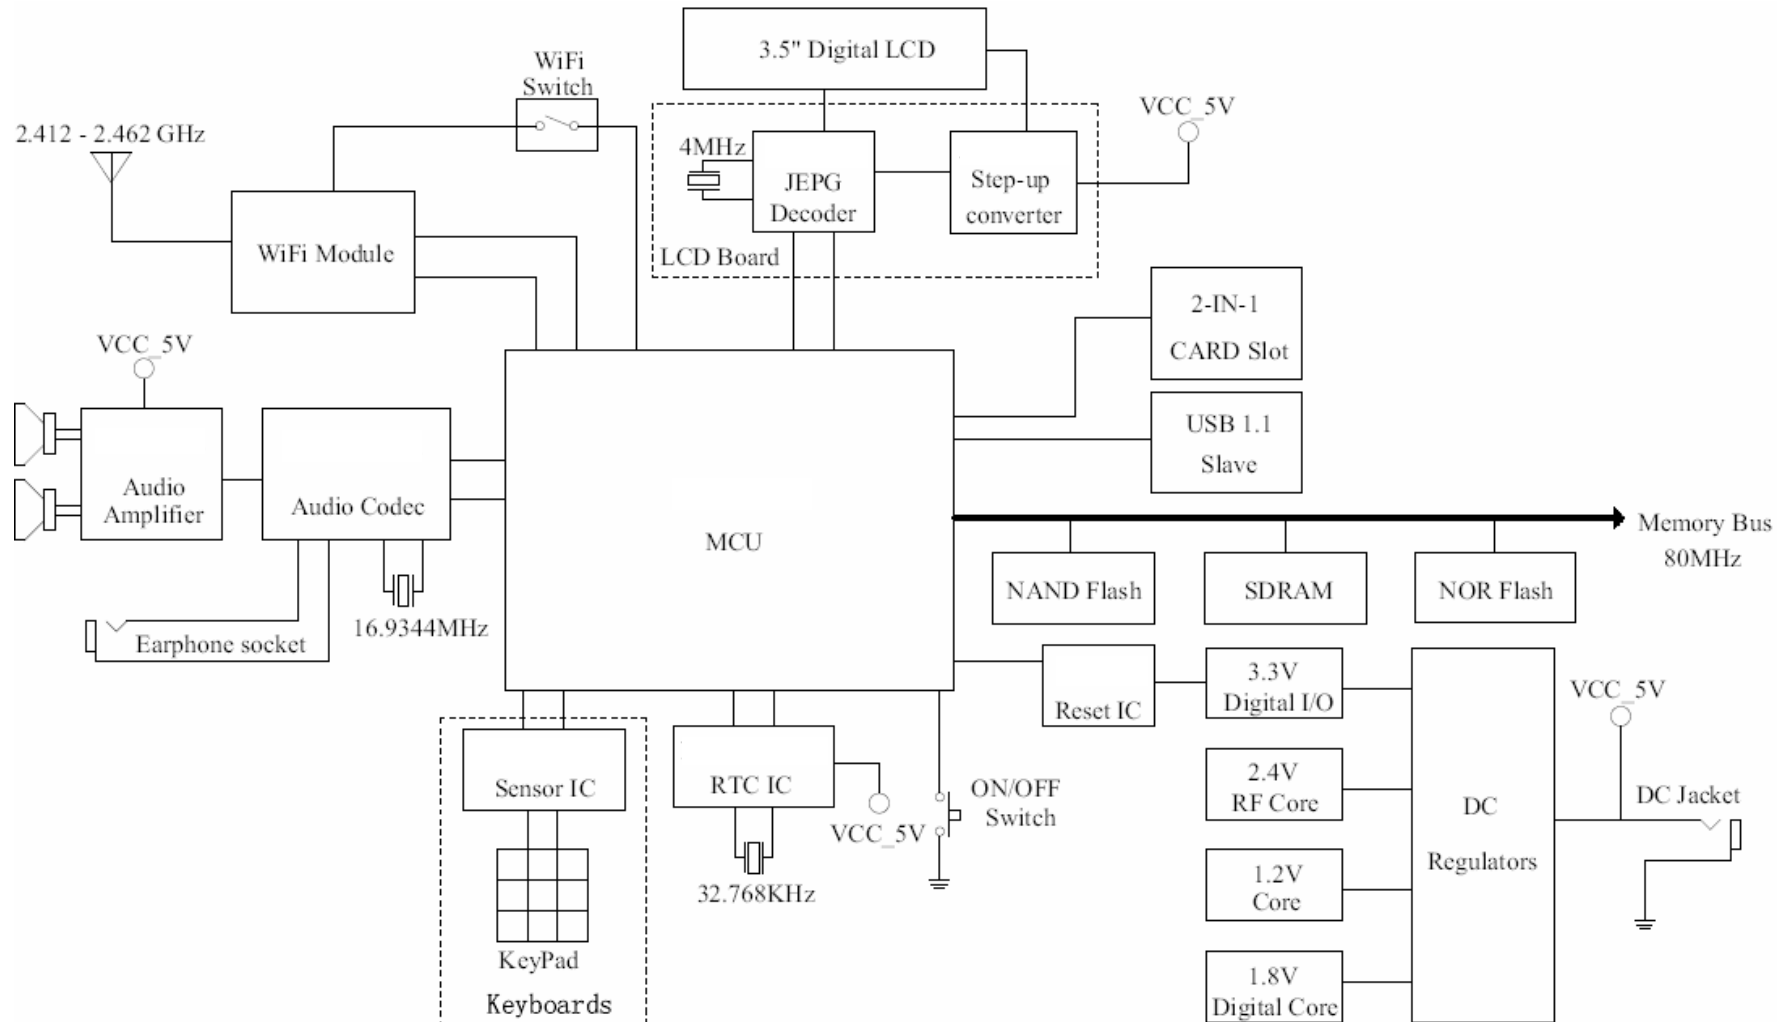 3.5" Digital LCD
WiFi
Switch
VCC_5V
2.412 - 2.462 GHz
4MHz
JEPG
Decoder
Step-up
converter
LCD Board
WiFi Module
2-IN-1
CARD Slot
VCC_5V
USB 1.1
Slave
Audio
Amplifier
Audio Codec
MCU
Memory Bus
80MHz
NAND Flash
SDRAM
NOR Flash
16.9344MHz
Earphone socket
Reset IC
3.3V
Digital I/O
VCC_5V
Sensor IC
RTC IC
ON/OFF
Switch
VCC_5V
2.4V
RF Core
DC
Regulators
DC Jacket
32.768KHz
1.2V
Core
KeyPad
Keyboards
1.8V
Digital Core